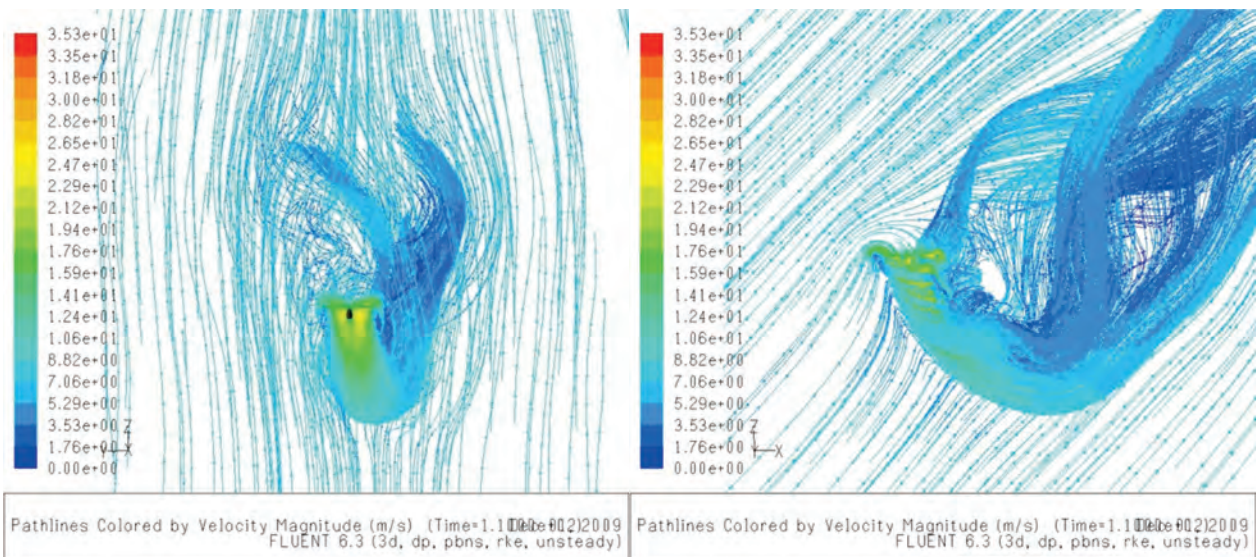 3.53e+01
3.35e+01
3.18e+01
3.00e+01
2.82e+01
2.65e+01
2.47e+01
2.29e+01
2.12e+01
1.94e+01
1.76e+01
1.59e+01
1.41e+01
1.24e+01
1.06e+01
8.82e+00
7.06e+00
5.29e+00
3.53e+00
1.76e+00
0.00e+00
Z
Y X
Pathlines Colored by Velocity Magnitude (m/s) 2009
FLUENT 6.3 (3d, dp, pbns, rke, unsteady)
3.53e+01
3.35e+01
3.18e+01
3.00e+01
2.82e+01
2.65e+01
2.47e+01
2.29e+01
2.12e+01
1.94e+01
1.76e+01
1.59e+01
1.41e+01
1.24e+01
1.06e+01
8.82e+00
7.06e+00
5.29e+00
3.53e+00
1.76e+00
0.00e+00
Z
X
Pathlines Colored by Velocity Magnitude (m/s) 2009
FLUENT 6.3 (3d, dp, pbns, rke, unsteady)